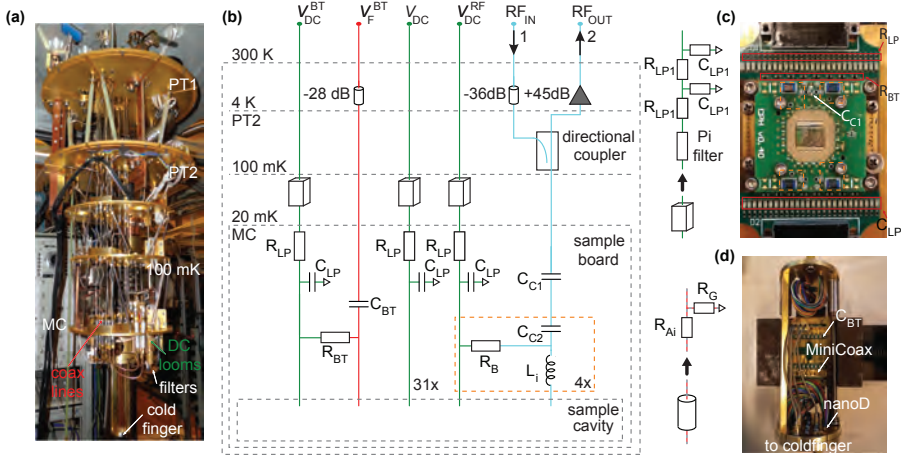 (a)
PT1
PT2
100 mK
MC
coax
lines
DC
looms
filters
cold
finger
(b)
V_DC^BT
V_F^BT
V_DC
V_DC^RF
RF_IN
RF_OUT
1
2
300 K
-28 dB
-36dB
+45dB
4 K
PT2
directional
coupler
100 mK
20 mK
MC
sample
board
R_LP
R_LP
R_LP
C_LP
C_LP
C_LP
C_C1
C_BT
C_C2
R_BT
R_B
L_i
31x
4x
sample
cavity
R_LP1
C_LP1
R_LP1
C_LP1
Pi
filter
R_G
R_Ai
(c)
R_LP
R_BT
C_C1
C_LP
(d)
C_BT
MiniCoax
nanoD
to coldfinger